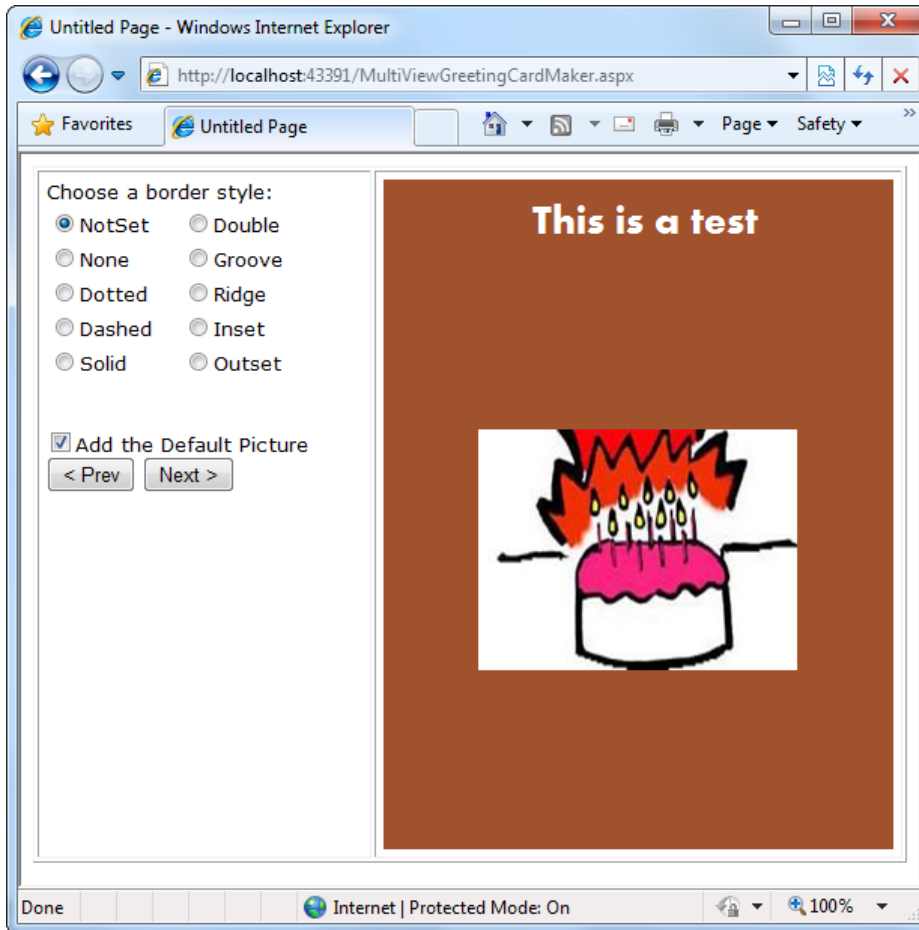 Untitled Page - Windows Internet Explorer
http://localhost:43391/MultiViewGreetingCardMaker.aspx
Favorites Untitled Page Page Safety »
Choose a border style:
NotSet Double
None Groove
Dotted Ridge
Dashed Inset
Solid Outset
Add the Default Picture
< Prev Next >
This is a test
Done Internet | Protected Mode: On 100%